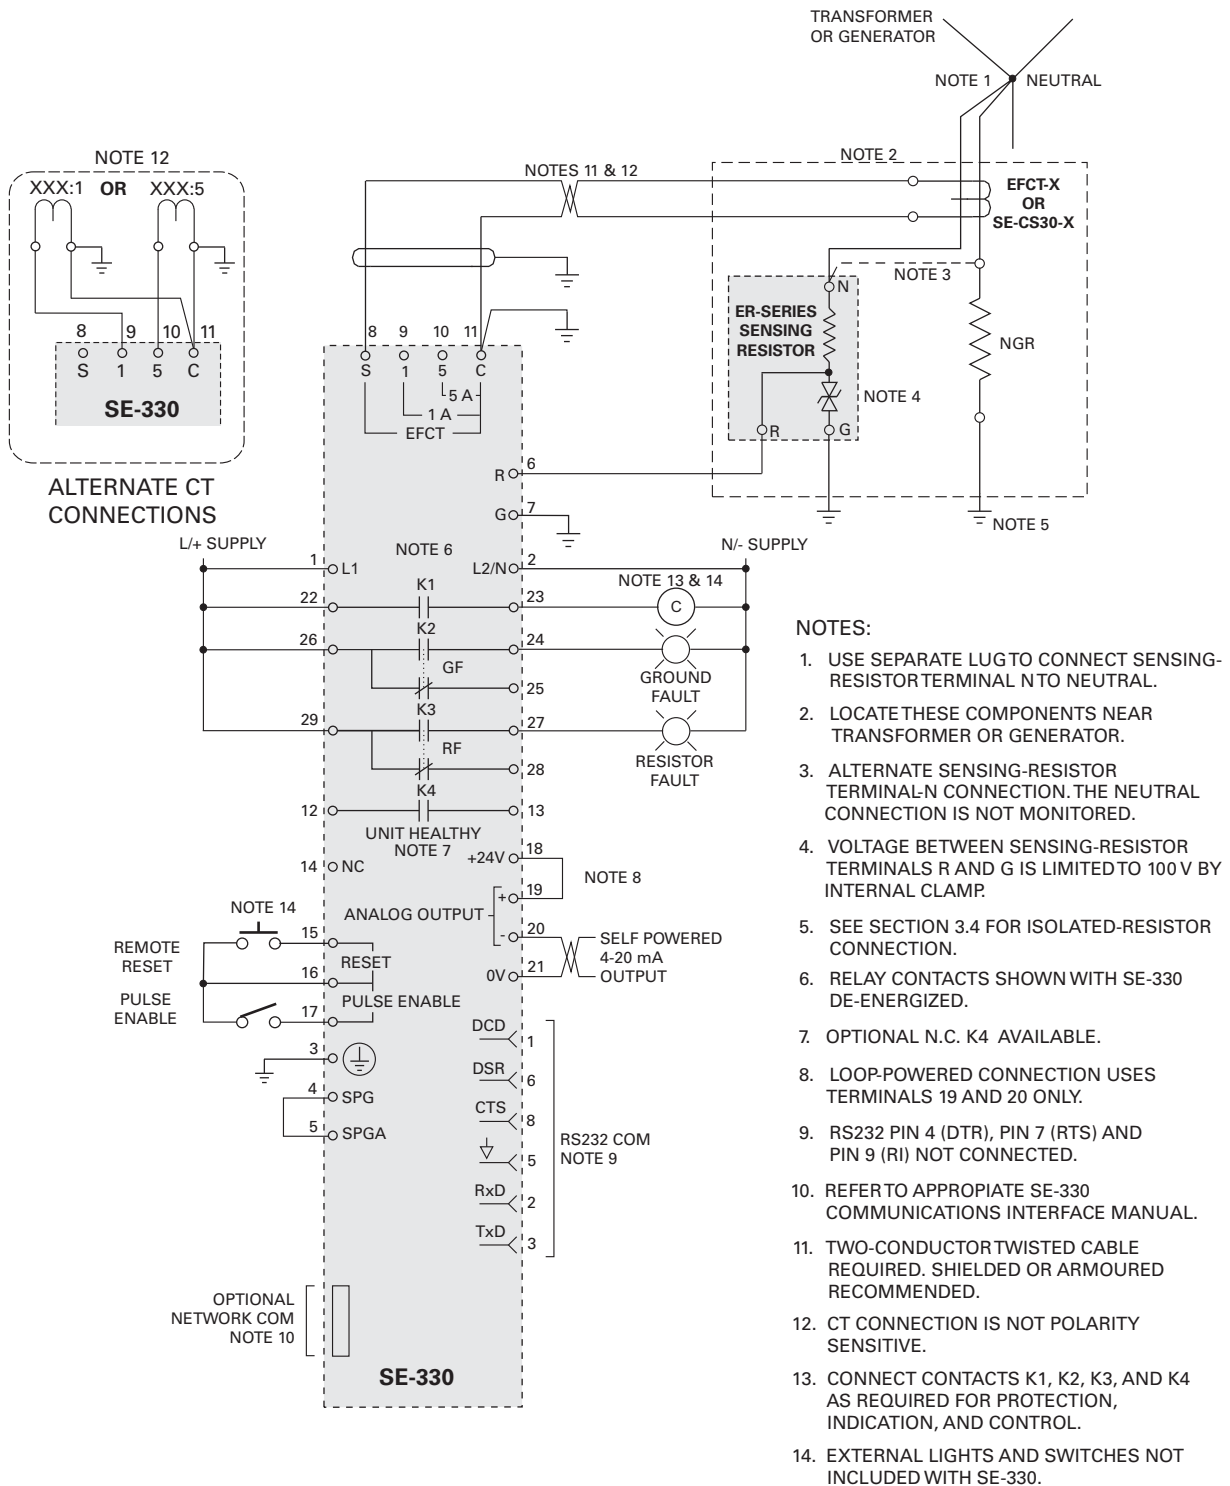 TRANSFORMER
OR GENERATOR
NOTE 1
NEUTRAL
NOTE 12
XXX:1 OR XXX:5
8 9 10 11
S 1 5 C
SE-330
ALTERNATE CT
CONNECTIONS
NOTES 11 & 12
NOTE 2
EFCT-X
OR
SE-CS30-X
NOTE 3
N
ER-SERIES
SENSING
RESISTOR
NGR
NOTE 4
R
G
NOTE 5
8 9 10 11
S 1 5 C
5 A
1 A
EFCT
R 6
G 7
L/+ SUPPLY
N/- SUPPLY
NOTE 6
1 L1
L2/N 2
NOTE 13 & 14
22 K1 23
C
26 K2 24
GF
GROUND
FAULT
25
29 K3 27
RF
RESISTOR
FAULT
28
12 K4 13
UNIT HEALTHY
NOTE 7
14 NC
+24V 18
NOTE 8
+ 19
ANALOG OUTPUT
- 20
SELF POWERED
4-20 mA
OUTPUT
0V 21
NOTE 14
REMOTE
RESET
15
RESET
16
PULSE
ENABLE
PULSE ENABLE
17
3
4 SPG
5 SPGA
DCD 1
DSR 6
CTS 8
5
RxD 2
TxD 3
RS232 COM
NOTE 9
OPTIONAL
NETWORK COM
NOTE 10
SE-330
NOTES:
1. USE SEPARATE LUG TO CONNECT SENSING-
RESISTOR TERMINAL N TO NEUTRAL.
2. LOCATE THESE COMPONENTS NEAR
TRANSFORMER OR GENERATOR.
3. ALTERNATE SENSING-RESISTOR
TERMINAL-N CONNECTION. THE NEUTRAL
CONNECTION IS NOT MONITORED.
4. VOLTAGE BETWEEN SENSING-RESISTOR
TERMINALS R AND G IS LIMITED TO 100 V BY
INTERNAL CLAMP.
5. SEE SECTION 3.4 FOR ISOLATED-RESISTOR
CONNECTION.
6. RELAY CONTACTS SHOWN WITH SE-330
DE-ENERGIZED.
7. OPTIONAL N.C. K4 AVAILABLE.
8. LOOP-POWERED CONNECTION USES
TERMINALS 19 AND 20 ONLY.
9. RS232 PIN 4 (DTR), PIN 7 (RTS) AND
PIN 9 (RI) NOT CONNECTED.
10. REFER TO APPROPIATE SE-330
COMMUNICATIONS INTERFACE MANUAL.
11. TWO-CONDUCTOR TWISTED CABLE
REQUIRED. SHIELDED OR ARMOURED
RECOMMENDED.
12. CT CONNECTION IS NOT POLARITY
SENSITIVE.
13. CONNECT CONTACTS K1, K2, K3, AND K4
AS REQUIRED FOR PROTECTION,
INDICATION, AND CONTROL.
14. EXTERNAL LIGHTS AND SWITCHES NOT
INCLUDED WITH SE-330.